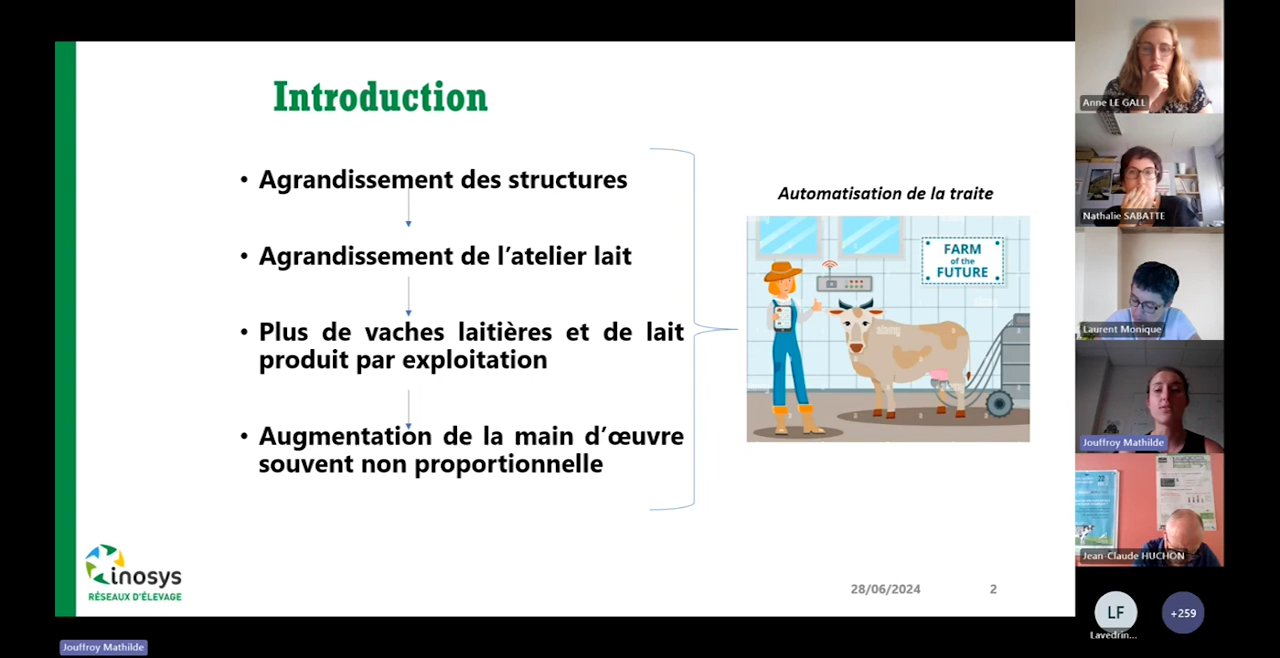 Introduction
• Agrandissement des structures
• Agrandissement de l'atelier lait
• Plus de vaches laitières et de lait
produit par exploitation
• Augmentation de la main d'œuvre
souvent non proportionnelle
Automatisation de la traite
FARM
of the
FUTURE
alamy
inosys
RÉSEAUX D'ÉLEVAGE
28/06/2024
2
Anne LE GALL
Nathalie SABATTE
Laurent Monique
Jouffroy Mathilde
22
Jean-Claude HUCHON
LF
+259
Lavedrin...
Jouffroy Mathilde